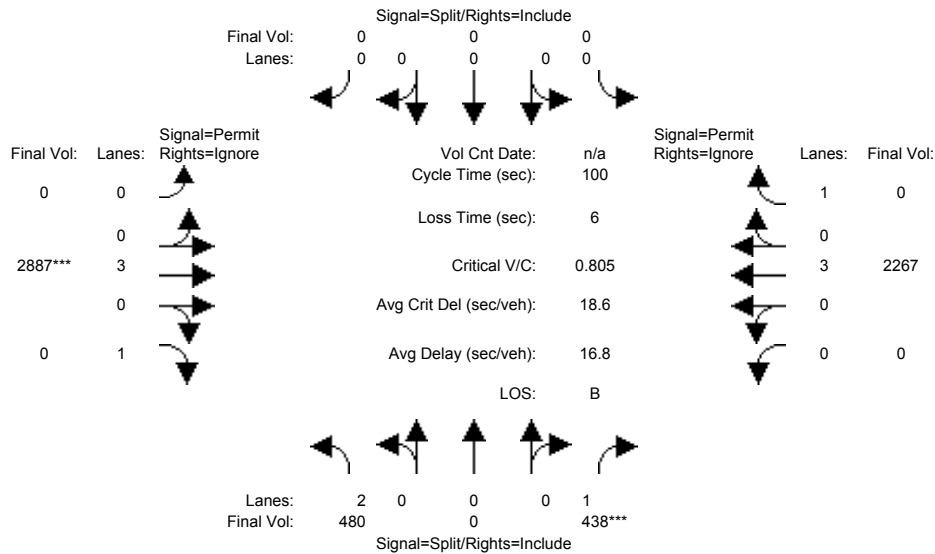 Signal=Split/Rights=Include
Final Vol: 0 0 0
Lanes: 0 0 0 0 0
Signal=Permit Signal=Permit
Final Vol: Lanes: Rights=Ignore Vol Cnt Date: n/a Rights=Ignore Lanes: Final Vol:
Cycle Time (sec): 100
0 0 1 0
Loss Time (sec): 6
0 0
2887*** 3 Critical V/C: 0.805 3 2267
0 Avg Crit Del (sec/veh): 18.6 0
0 1 Avg Delay (sec/veh): 16.8 0 0
LOS: B
Lanes: 2 0 0 0 1
Final Vol: 480 0 438***
Signal=Split/Rights=Include